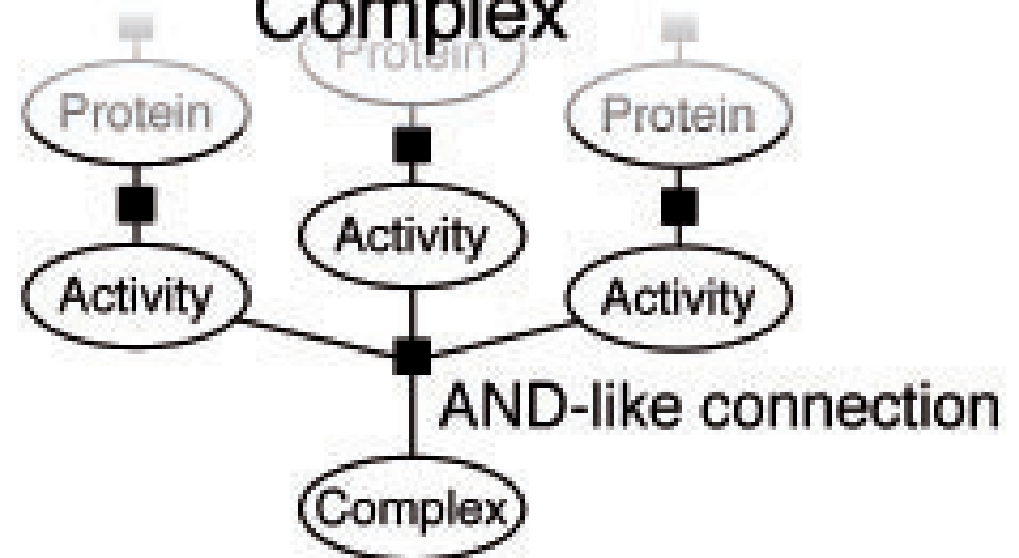 Complex
Protein
Protein
Protein
Activity
Activity
Activity
AND-like connection
Complex